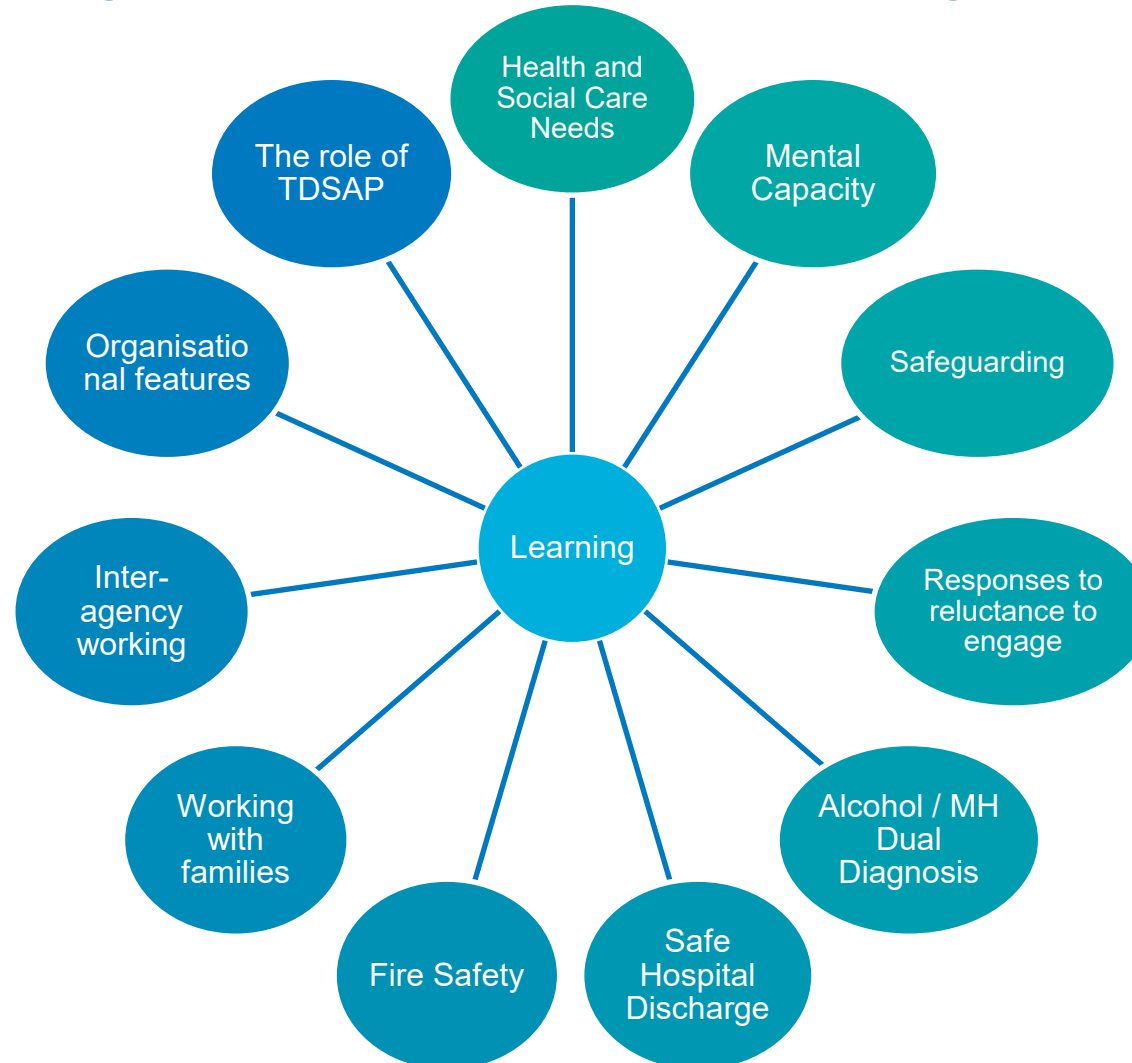 Health and
Social Care
Needs
Mental
Capacity
Safeguarding
Responses to
reluctance to
engage
Alcohol / MH
Dual
Diagnosis
Safe
Hospital
Discharge
Fire Safety
Working
with
families
Inter-
agency
working
Organisatio
nal features
The role of
TDSAP
Learning